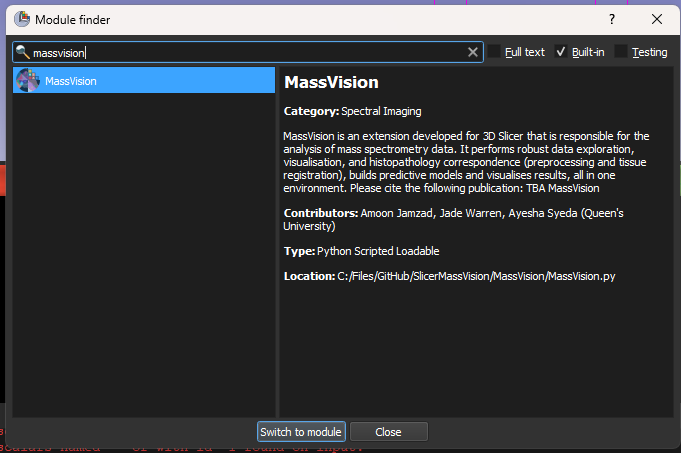 Module finder
?
massvision
Full text
Built-in
Testing
MassVision
MassVision
Category: Spectral Imaging
MassVision is an extension developed for 3D Slicer that is responsible for the
analysis of mass spectrometry data. It performs robust data exploration,
visualisation, and histopathology correspondence (preprocessing and tissue
registration), builds predictive models and visualises results, all in one
environment. Please cite the following publication: TBA MassVision
Contributors: Amoon Jamzad, Jade Warren, Ayesha Syeda (Queen's
University)
Type: Python Scripted Loadable
Location: C:/Files/GitHub/SlicerMassVision/MassVision/MassVision.py
Switch to module
Close